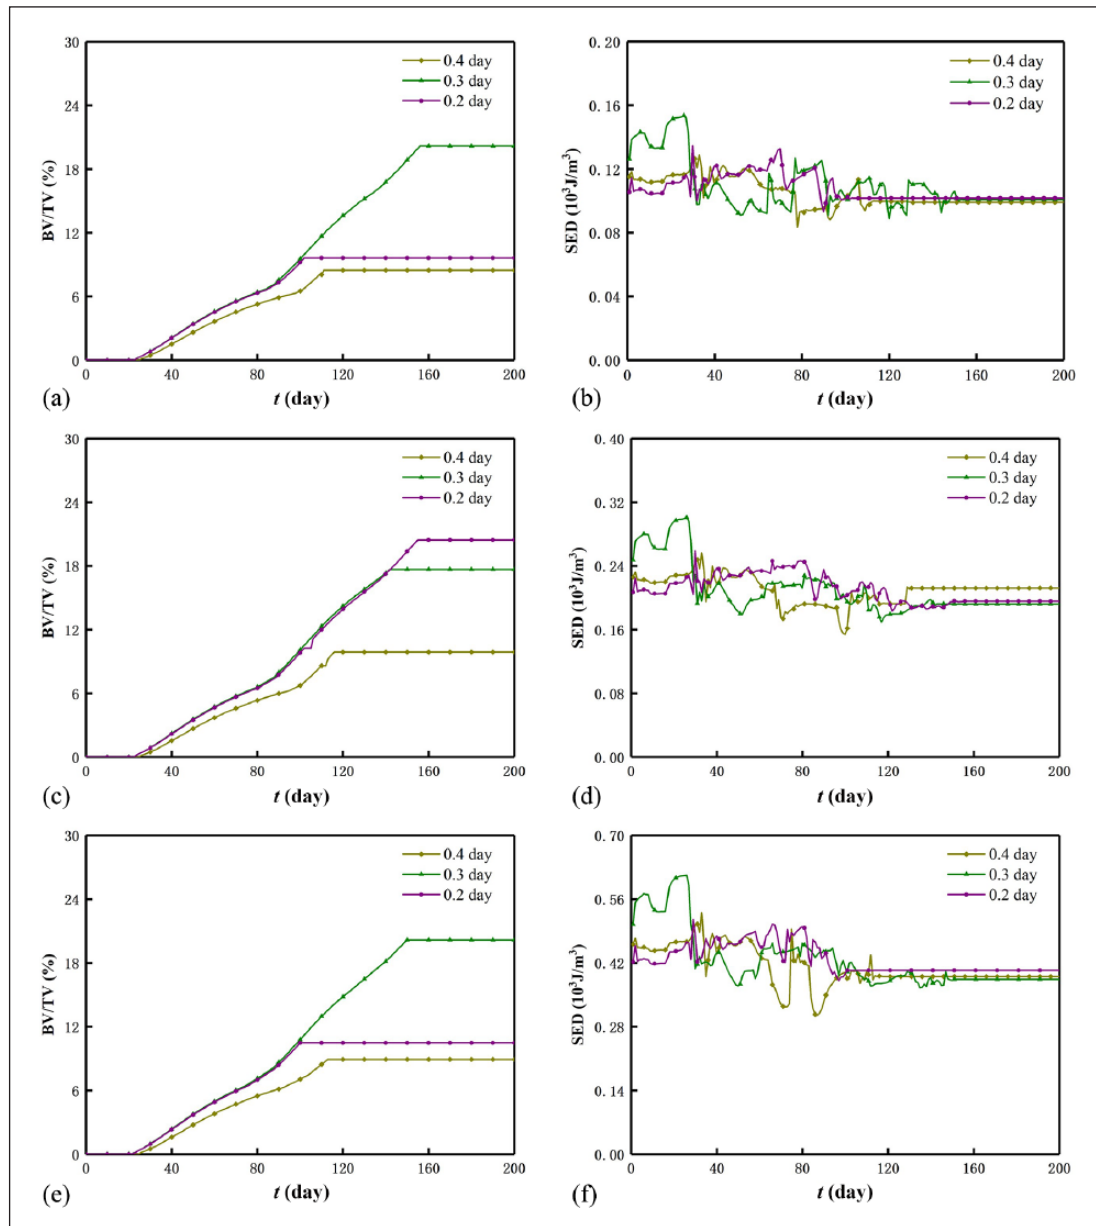 30
24
18
12
6
0
BV/TV (%)
0.4 day
0.3 day
0.2 day
0 40 80 120 160 200
(a) t (day)
0.20
0.16
0.12
0.08
0.04
0.00
SED (10³J/m³)
0.4 day
0.3 day
0.2 day
0 40 80 120 160 200
(b) t (day)
30
24
18
12
6
0
BV/TV (%)
0.4 day
0.3 day
0.2 day
0 40 80 120 160 200
(c) t (day)
0.40
0.32
0.24
0.16
0.08
0.00
SED (10³J/m³)
0.4 day
0.3 day
0.2 day
0 40 80 120 160 200
(d) t (day)
30
24
18
12
6
0
BV/TV (%)
0.4 day
0.3 day
0.2 day
0 40 80 120 160 200
(e) t (day)
0.70
0.56
0.42
0.28
0.14
0.00
SED (10³J/m³)
0.4 day
0.3 day
0.2 day
0 40 80 120 160 200
(f) t (day)